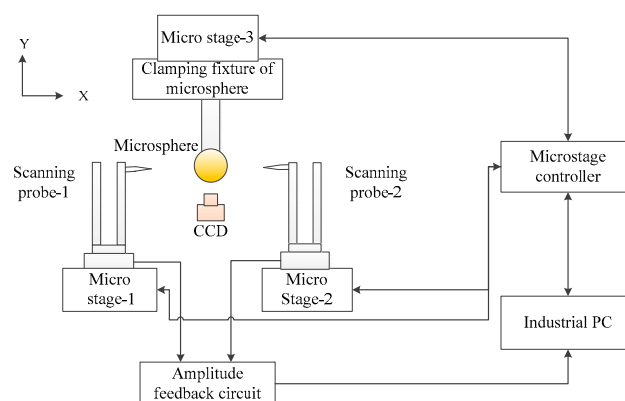 Micro stage-3
Y
Clamping fixture of
microsphere
X
Microsphere
Scanning
probe-1
Scanning
probe-2
Microstage
controller
CCD
Micro
stage-1
Micro
Stage-2
Industrial PC
Amplitude
feedback circuit